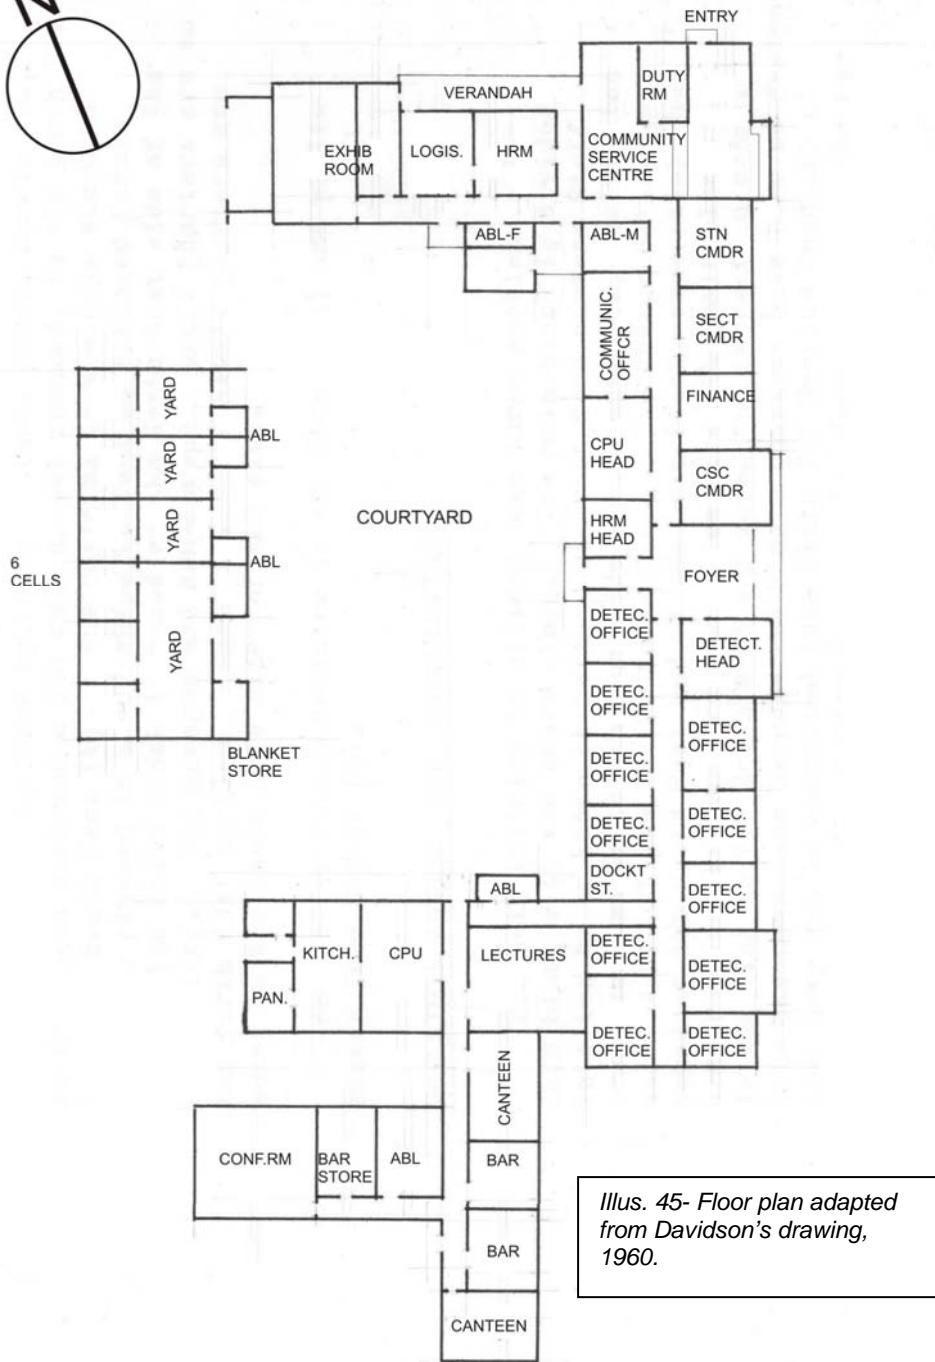 N
ENTRY
DUTY
RM
VERANDAH
EXHIB
ROOM
LOGIS.
HRM
COMMUNITY
SERVICE
CENTRE
ABL-F
ABL-M
STN
CMDR
COMMUNIC.
OFFCR
SECT
CMDR
FINANCE
YARD
ABL
YARD
CPU
HEAD
CSC
CMDR
YARD
COURTYARD
HRM
HEAD
6
CELLS
ABL
FOYER
DETEC.
OFFICE
YARD
DETECT.
HEAD
DETEC.
OFFICE
DETEC.
OFFICE
BLANKET
STORE
DETEC.
OFFICE
DETEC.
OFFICE
DETEC.
OFFICE
DOCKT
ST.
DETEC.
OFFICE
ABL
KITCH.
CPU
LECTURES
DETEC.
OFFICE
DETEC.
OFFICE
PAN.
DETEC.
OFFICE
DETEC.
OFFICE
CANTEEN
CONF.RM
BAR
STORE
ABL
BAR
BAR
CANTEEN
Illus. 45- Floor plan adapted
from Davidson's drawing,
1960.